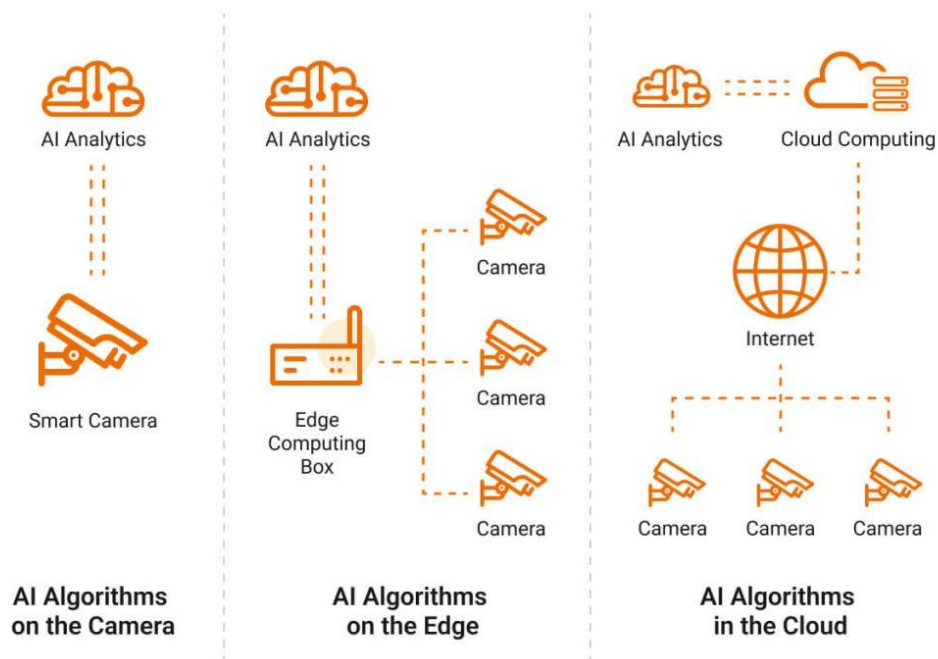 AI Analytics
Smart Camera
AI Algorithms
on the Camera
AI Analytics
Edge
Computing
Box
Camera
Camera
Camera
AI Algorithms
on the Edge
AI Analytics
Cloud Computing
Internet
Camera
Camera
Camera
AI Algorithms
in the Cloud